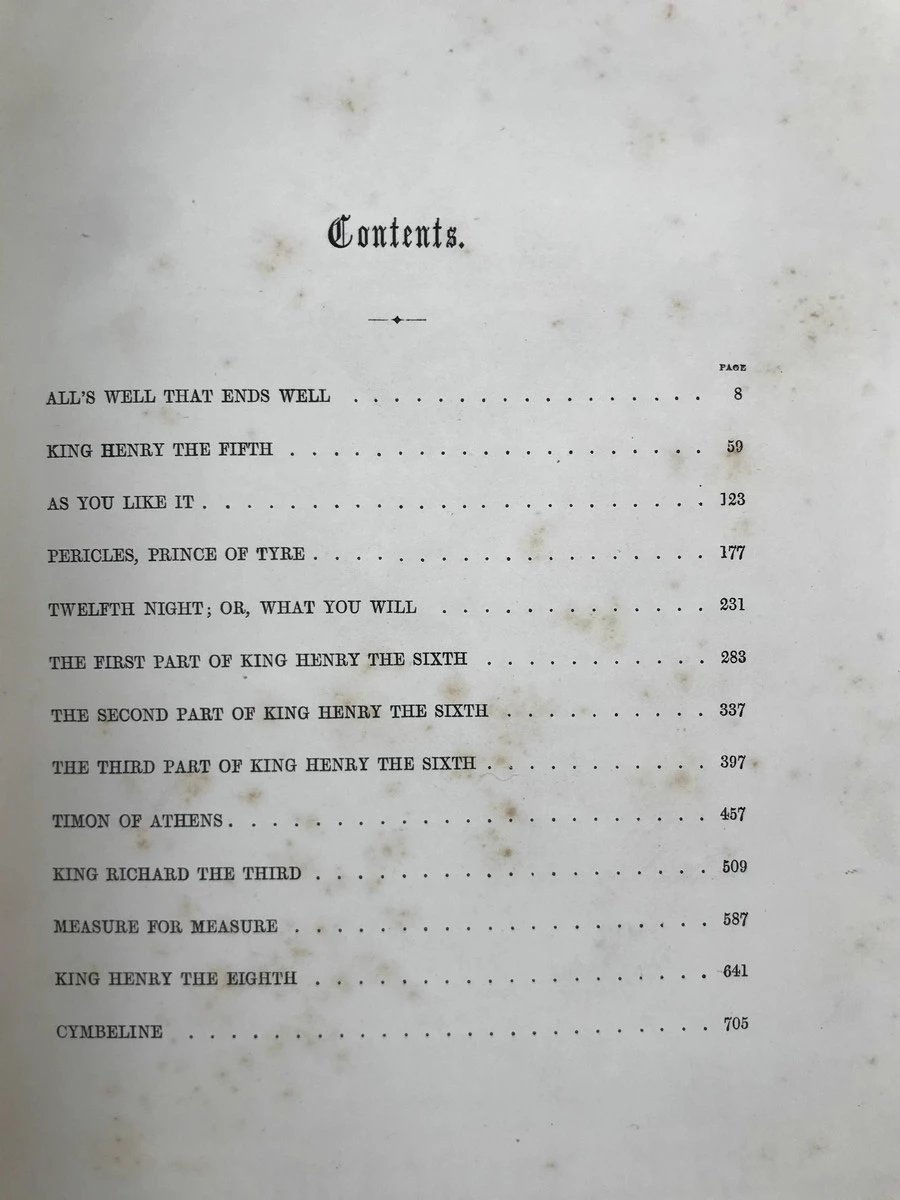 Contents.
PAGE
ALL'S WELL THAT ENDS WELL . . . . . . . . . . . . . . . . . 8
KING HENRY THE FIFTH . . . . . . . . . . . . . . . . . . . . 59
AS YOU LIKE IT . . . . . . . . . . . . . . . . . . . . . . . . 123
PERICLES, PRINCE OF TYRE . . . . . . . . . . . . . . . . . . . 177
TWELFTH NIGHT; OR, WHAT YOU WILL . . . . . . . . . . . . . 231
THE FIRST PART OF KING HENRY THE SIXTH . . . . . . . . . . . 283
THE SECOND PART OF KING HENRY THE SIXTH . . . . . . . . . . 337
THE THIRD PART OF KING HENRY THE SIXTH . . . . . . . . . . . 397
TIMON OF ATHENS . . . . . . . . . . . . . . . . . . . . . . . 457
KING RICHARD THE THIRD . . . . . . . . . . . . . . . . . . . 509
MEASURE FOR MEASURE . . . . . . . . . . . . . . . . . . . . 587
KING HENRY THE EIGHTH . . . . . . . . . . . . . . . . . . . 641
CYMBELINE . . . . . . . . . . . . . . . . . . . . . . . . . 705